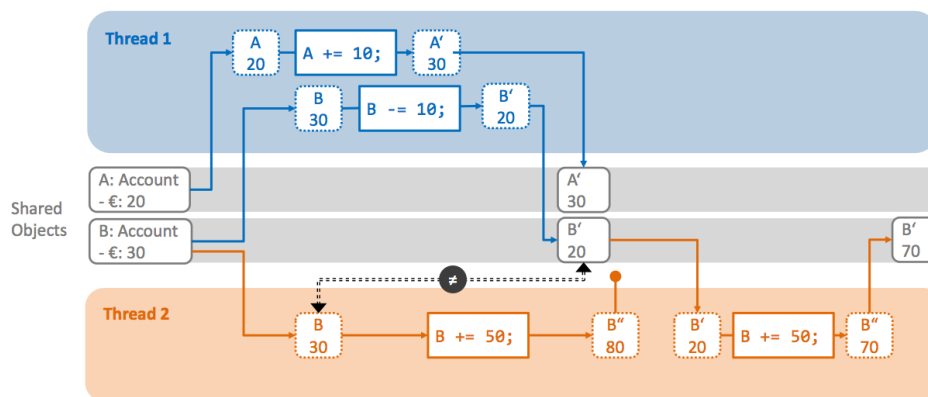 Thread 1
A
20
A += 10;
A‘
30
B
30
B -= 10;
B‘
20
Shared
Objects
A: Account
- €: 20
A‘
30
B: Account
- €: 30
B‘
20
B‘
70
≠
Thread 2
B
30
B += 50;
B“
80
B‘
20
B += 50;
B“
70